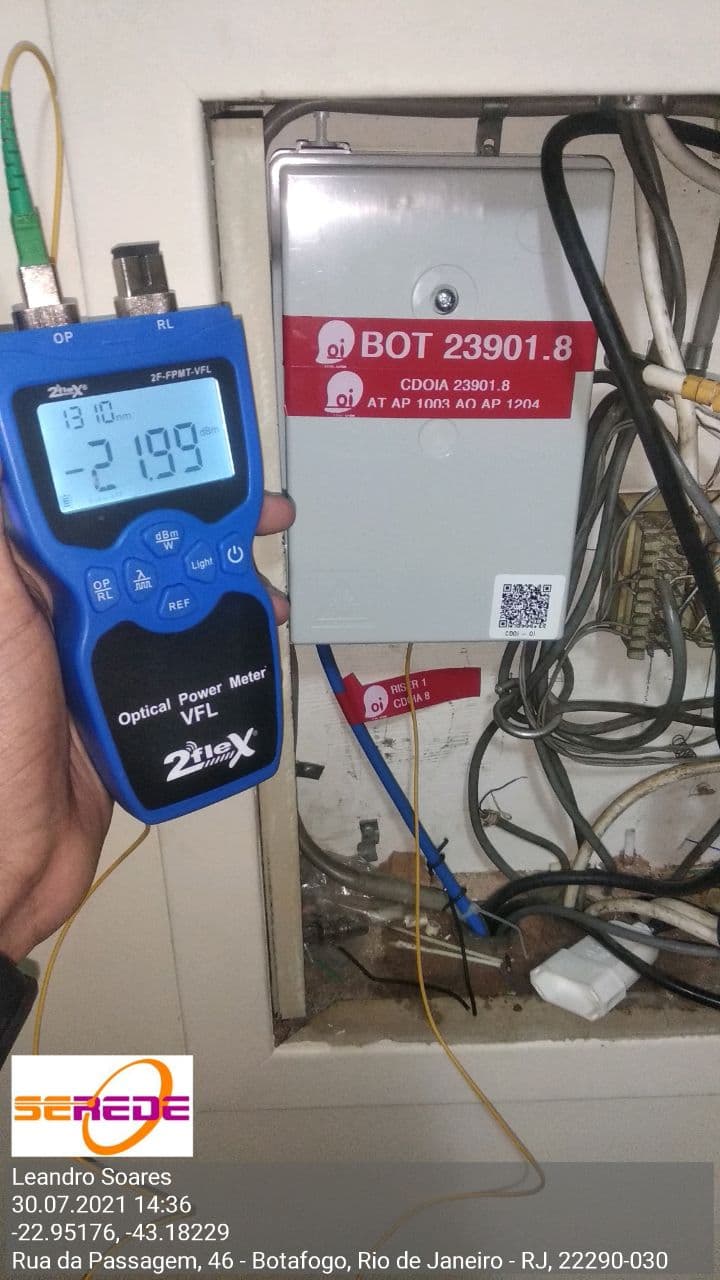 OP
RL
2flex
2F-FPMT-VFL
1310nm
-21.99 dBm
dBm
W
OP
RL
λ
Light
REF
Optical Power Meter
VFL
2flex
oi
BOT 23901.8
oi
CDOIA 23901.8
AT AP 1003 AO AP 1204
CDOI - OI
oi
RISER 1
CDOIA 8
SEREDE
Leandro Soares
30.07.2021 14:36
-22.95176, -43.18229
Rua da Passagem, 46 - Botafogo, Rio de Janeiro - RJ, 22290-030